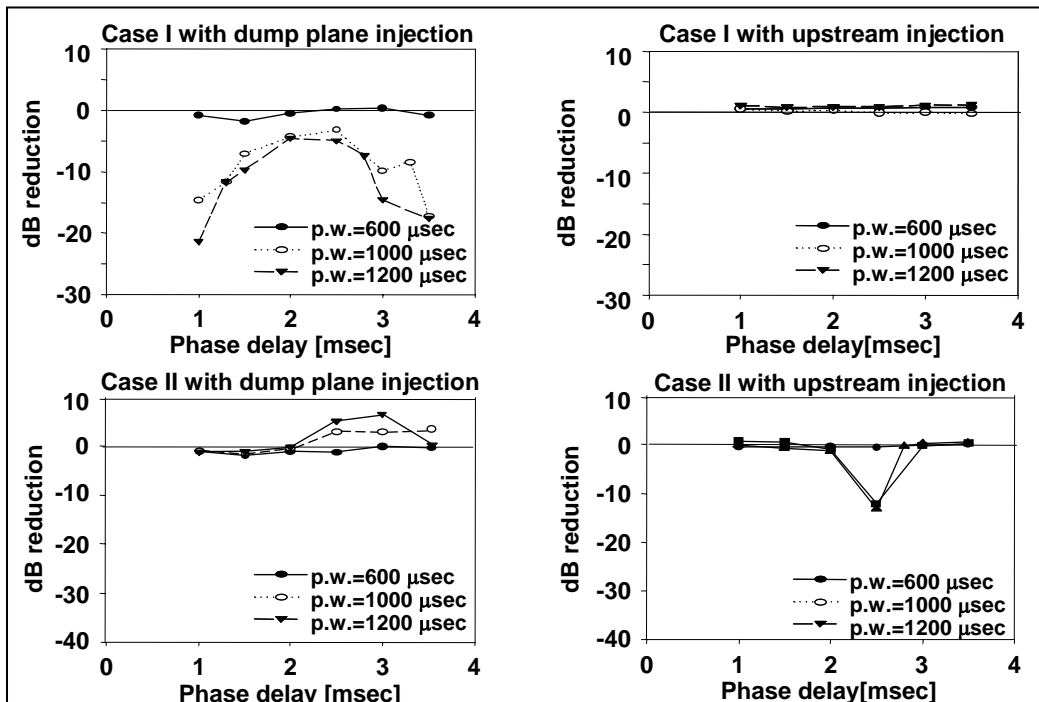 Case I with dump plane injection
10
0
-10
-20
-30
dB reduction
p.w.=600 μsec
p.w.=1000 μsec
p.w.=1200 μsec
0 1 2 3 4
Phase delay [msec]
Case I with upstream injection
10
0
-10
-20
-30
dB reduction
p.w.=600 μsec
p.w.=1000 μsec
p.w.=1200 μsec
0 1 2 3 4
Phase delay[msec]
Case II with dump plane injection
10
0
-10
-20
-30
-40
dB reduction
p.w.=600 μsec
p.w.=1000 μsec
p.w.=1200 μsec
0 1 2 3 4
Phase delay [msec]
Case II with upstream injection
10
0
-10
-20
-30
-40
dB reduction
p.w.=600 μsec
p.w.=1000 μsec
p.w.=1200 μsec
0 1 2 3 4
Phase delay[msec]